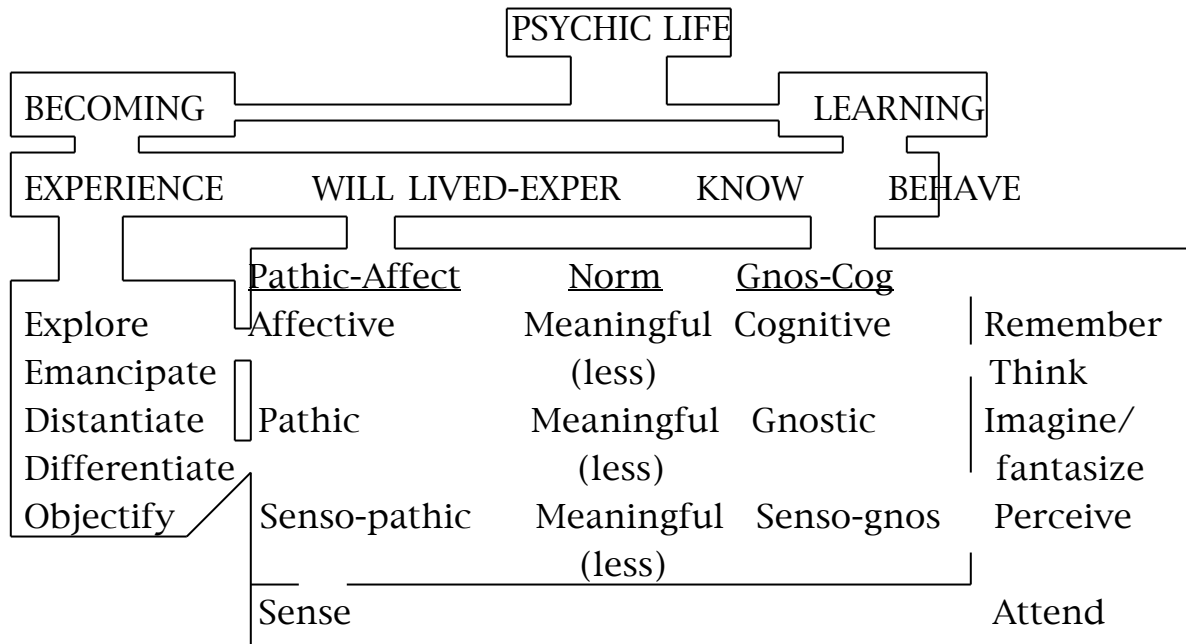 PSYCHIC LIFE
BECOMING LEARNING
EXPERIENCE WILL LIVED-EXPER KNOW BEHAVE
Pathic-Affect Norm Gnos-Cog
Explore Affective Meaningful Cognitive Remember
Emancipate (less) Think
Distantiate Pathic Meaningful Gnostic Imagine/
Differentiate (less) fantasize
Objectify Senso-pathic Meaningful Senso-gnos Perceive
(less)
Sense Attend